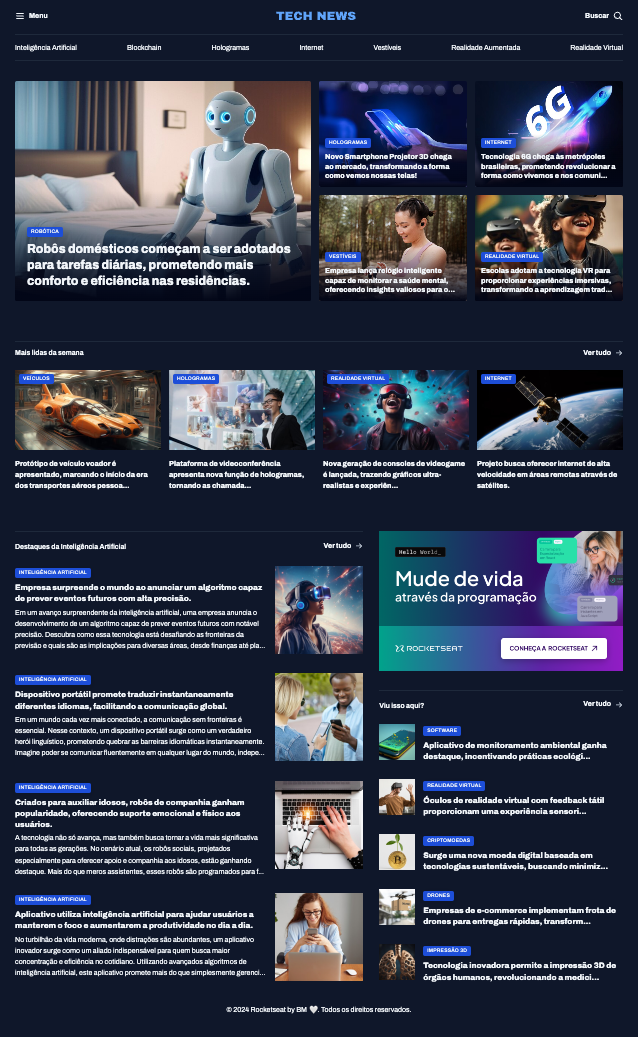 Menu
TECH NEWS
Buscar
Inteligência Artificial
Blockchain
Hologramas
Internet
Vestíveis
Realidade Aumentada
Realidade Virtual
ROBÓTICA
Robôs domésticos começam a ser adotados
para tarefas diárias, prometendo mais
conforto e eficiência nas residências.
HOLOGRAMAS
Novo Smartphone Projetor 3D chega
ao mercado, transformando a forma
como vemos nossas telas!
6G
INTERNET
Tecnologia 6G chega às metrópoles
brasileiras, prometendo revolucionar a
forma como vivemos e nos comuni...
VESTÍVEIS
Empresa lança relógio inteligente
capaz de monitorar a saúde mental,
oferecendo insights valiosos para o...
REALIDADE VIRTUAL
Escolas adotam a tecnologia VR para
proporcionar experiências imersivas,
transformando a aprendizagem trad...
Mais lidas da semana
Ver tudo
VEÍCULOS
Protótipo de veículo voador é
apresentado, marcando o início da era
dos transportes aéreos pessoa...
HOLOGRAMAS
Plataforma de videoconferência
apresenta nova função de hologramas,
tornando as chamada...
REALIDADE VIRTUAL
Nova geração de consoles de videogame
é lançada, trazendo gráficos ultra-
realistas e experiên...
INTERNET
Projeto busca oferecer internet de alta
velocidade em áreas remotas através de
satélites.
Destaques da Inteligência Artificial
Ver tudo
INTELIGÊNCIA ARTIFICIAL
Empresa surpreende o mundo ao anunciar um algoritmo capaz
de prever eventos futuros com alta precisão.
Em um avanço surpreendente da inteligência artificial, uma empresa anuncia o
desenvolvimento de um algoritmo capaz de prever eventos futuros com notável
precisão. Descubra como essa tecnologia está desafiando as fronteiras da
previsão e quais são as implicações para diversas áreas, desde finanças até pla...
INTELIGÊNCIA ARTIFICIAL
Dispositivo portátil promete traduzir instantaneamente
diferentes idiomas, facilitando a comunicação global.
Em um mundo cada vez mais conectado, a comunicação sem fronteiras é
essencial. Nesse contexto, um dispositivo portátil surge como um verdadeiro
herói linguístico, prometendo quebrar as barreiras idiomáticas instantaneamente.
Imagine poder se comunicar fluentemente em qualquer lugar do mundo, indepe...
INTELIGÊNCIA ARTIFICIAL
Criados para auxiliar idosos, robôs de companhia ganham
popularidade, oferecendo suporte emocional e físico aos
usuários.
A tecnologia não só avança, mas também busca tornar a vida mais significativa
para todas as gerações. No cenário atual, os robôs sociais, projetados
especialmente para oferecer apoio e companhia aos idosos, estão ganhando
destaque. Mais do que meros assistentes, esses robôs são programados para f...
INTELIGÊNCIA ARTIFICIAL
Aplicativo utiliza inteligência artificial para ajudar usuários a
manterem o foco e aumentarem a produtividade no dia a dia.
No turbilhão da vida moderna, onde distrações são abundantes, um aplicativo
inovador surge como um aliado indispensável para quem busca maior
concentração e eficiência no cotidiano. Utilizando avançados algoritmos de
inteligência artificial, este aplicativo promete mais do que simplesmente gerenci...
Hello World_
Mude de vida
através da programação
ROCKETSEAT
CONHEÇA A ROCKETSEAT
Viu isso aqui?
Ver tudo
SOFTWARE
Aplicativo de monitoramento ambiental ganha
destaque, incentivando práticas ecológi...
REALIDADE VIRTUAL
Óculos de realidade virtual com feedback tátil
proporcionam uma experiência sensori...
CRIPTOMOEDAS
Surge uma nova moeda digital baseada em
tecnologias sustentáveis, buscando minimiz...
DRONES
Empresas de e-commerce implementam frota de
drones para entregas rápidas, transform...
IMPRESSÃO 3D
Tecnologia inovadora permite a impressão 3D de
órgãos humanos, revolucionando a medici...
© 2024 Rocketseat by BM 🤍. Todos os direitos reservados.